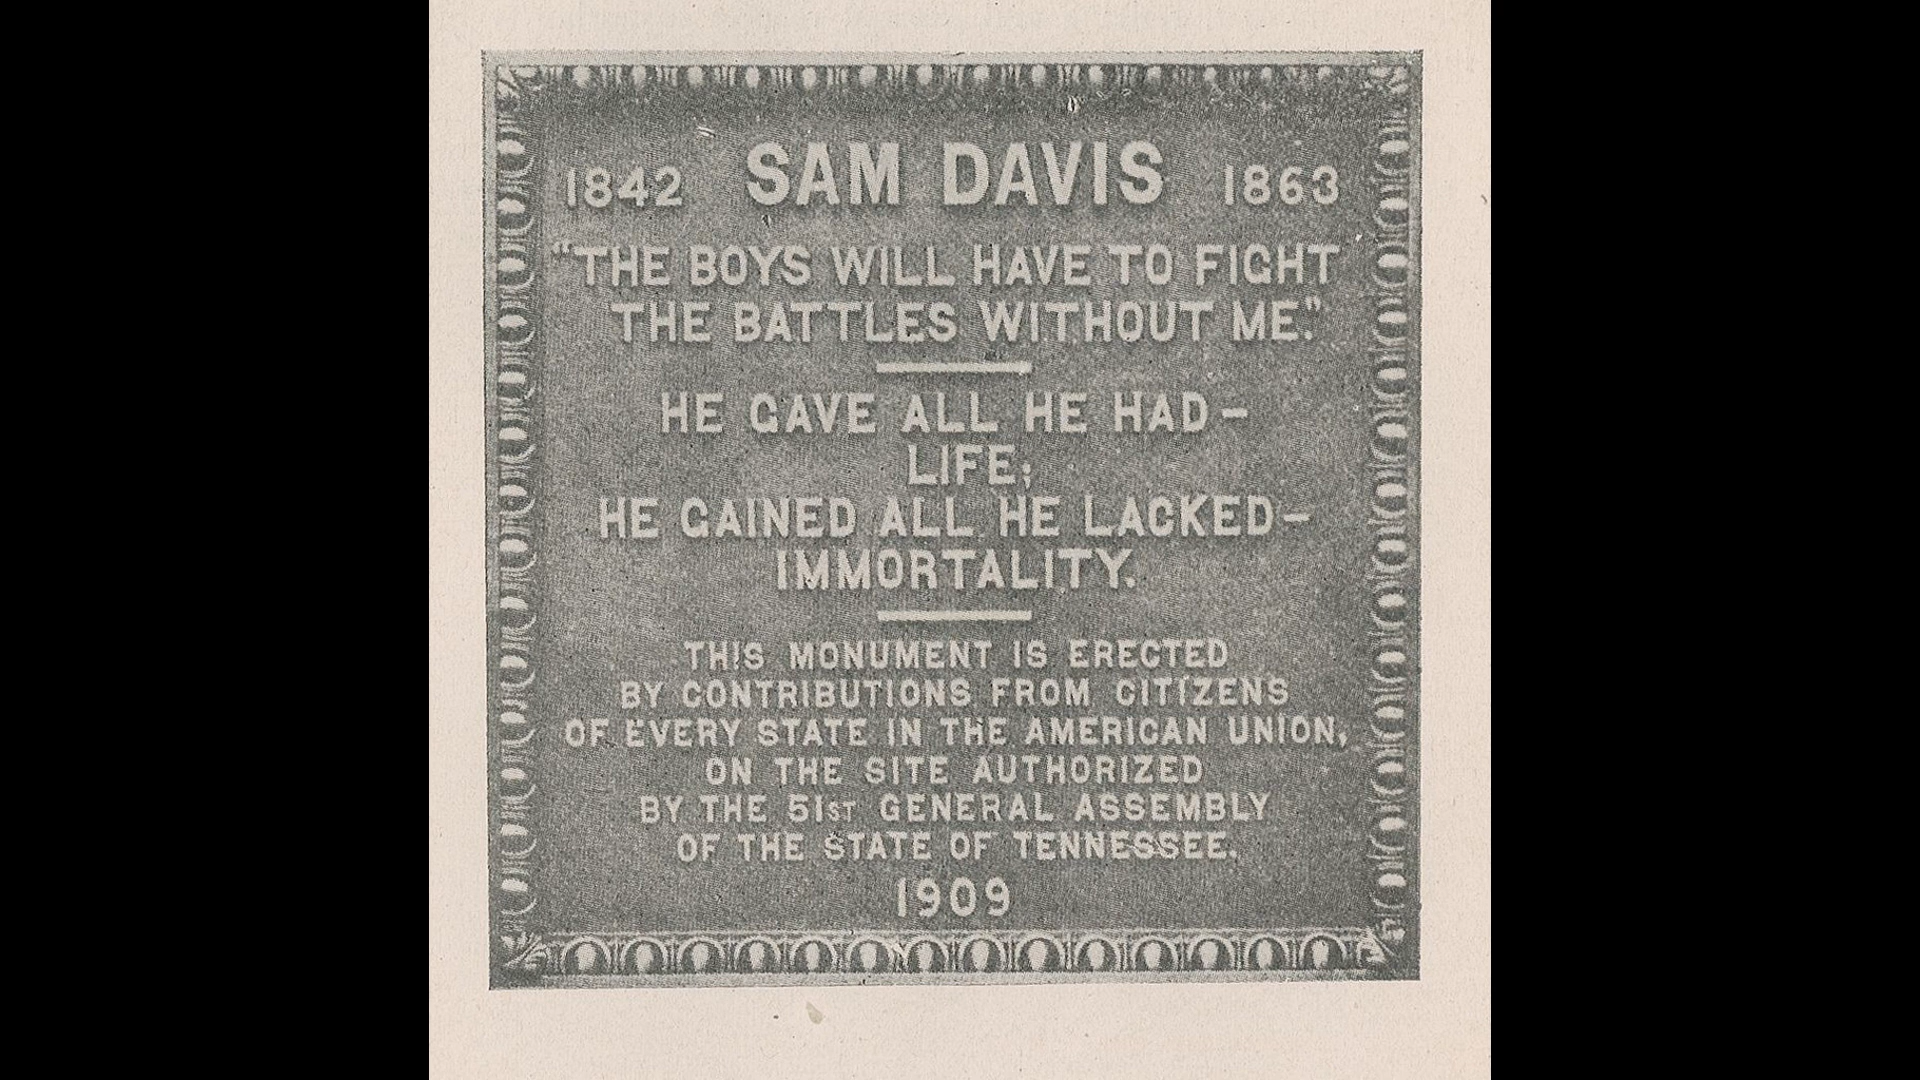 1842 SAM DAVIS 1863
"THE BOYS WILL HAVE TO FIGHT
THE BATTLES WITHOUT ME."
HE GAVE ALL HE HAD –
LIFE;
HE GAINED ALL HE LACKED –
IMMORTALITY.
THIS MONUMENT IS ERECTED
BY CONTRIBUTIONS FROM CITIZENS
OF EVERY STATE IN THE AMERICAN UNION,
ON THE SITE AUTHORIZED
BY THE 51ST GENERAL ASSEMBLY
OF THE STATE OF TENNESSEE.
1909